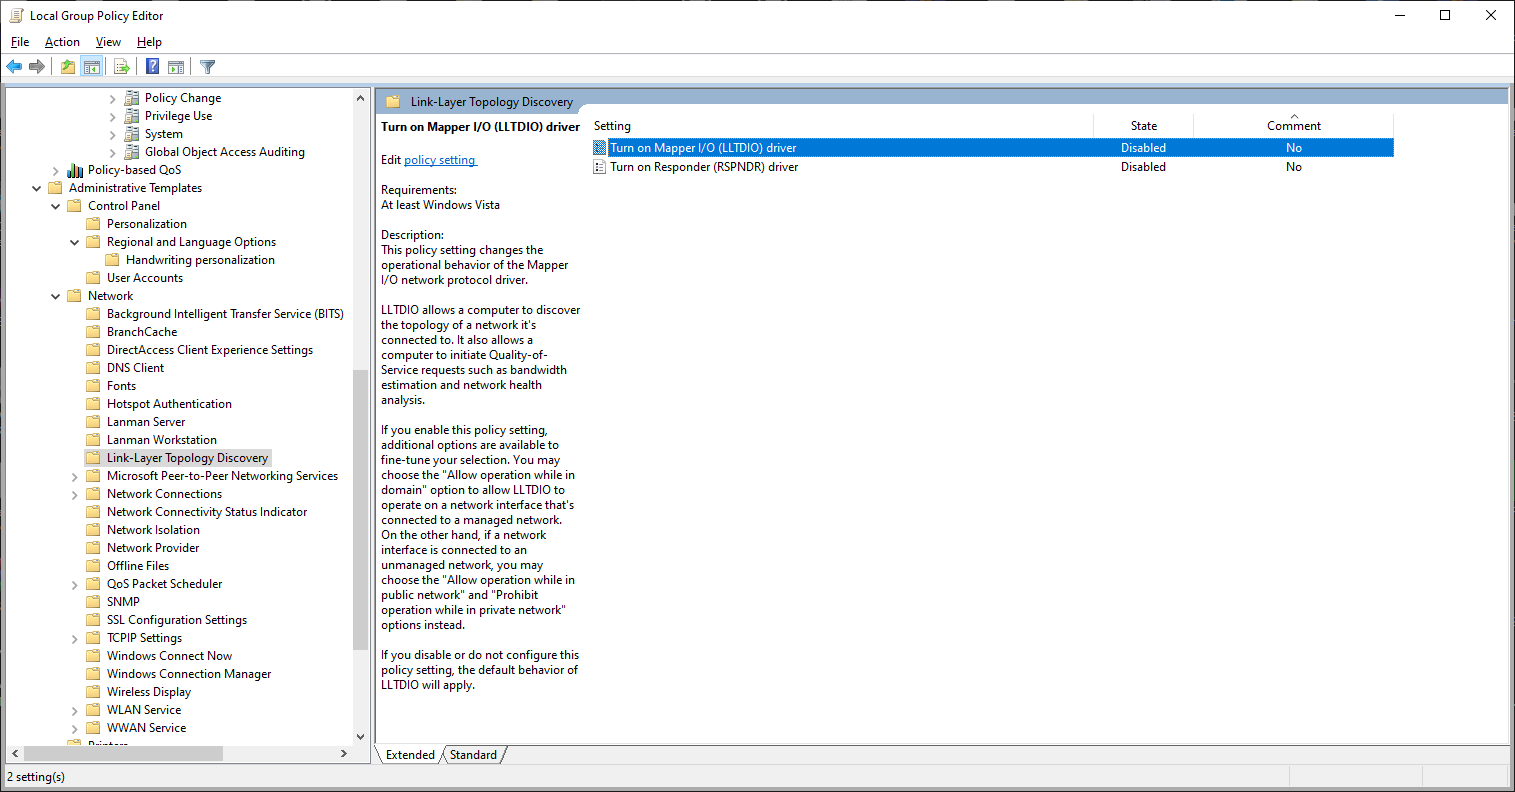 Local Group Policy Editor
File Action View Help
Policy Change
Privilege Use
System
Global Object Access Auditing
Policy-based QoS
Administrative Templates
Control Panel
Personalization
Regional and Language Options
Handwriting personalization
User Accounts
Network
Background Intelligent Transfer Service (BITS)
BranchCache
DirectAccess Client Experience Settings
DNS Client
Fonts
Hotspot Authentication
Lanman Server
Lanman Workstation
Link-Layer Topology Discovery
Microsoft Peer-to-Peer Networking Services
Network Connections
Network Connectivity Status Indicator
Network Isolation
Network Provider
Offline Files
QoS Packet Scheduler
SNMP
SSL Configuration Settings
TCPIP Settings
Windows Connect Now
Windows Connection Manager
Wireless Display
WLAN Service
WWAN Service
Printers
Link-Layer Topology Discovery
Turn on Mapper I/O (LLTDIO) driver
Edit policy setting
Requirements:
At least Windows Vista
Description:
This policy setting changes the
operational behavior of the Mapper
I/O network protocol driver.
LLTDIO allows a computer to discover
the topology of a network it's
connected to. It also allows a
computer to initiate Quality-of-
Service requests such as bandwidth
estimation and network health
analysis.
If you enable this policy setting,
additional options are available to
fine-tune your selection. You may
choose the "Allow operation while in
domain" option to allow LLTDIO to
operate on a network interface that's
connected to a managed network.
On the other hand, if a network
interface is connected to an
unmanaged network, you may
choose the "Allow operation while in
public network" and "Prohibit
operation while in private network"
options instead.
If you disable or do not configure this
policy setting, the default behavior of
LLTDIO will apply.
Setting State Comment
Turn on Mapper I/O (LLTDIO) driver Disabled No
Turn on Responder (RSPNDR) driver Disabled No
Extended Standard
2 setting(s)